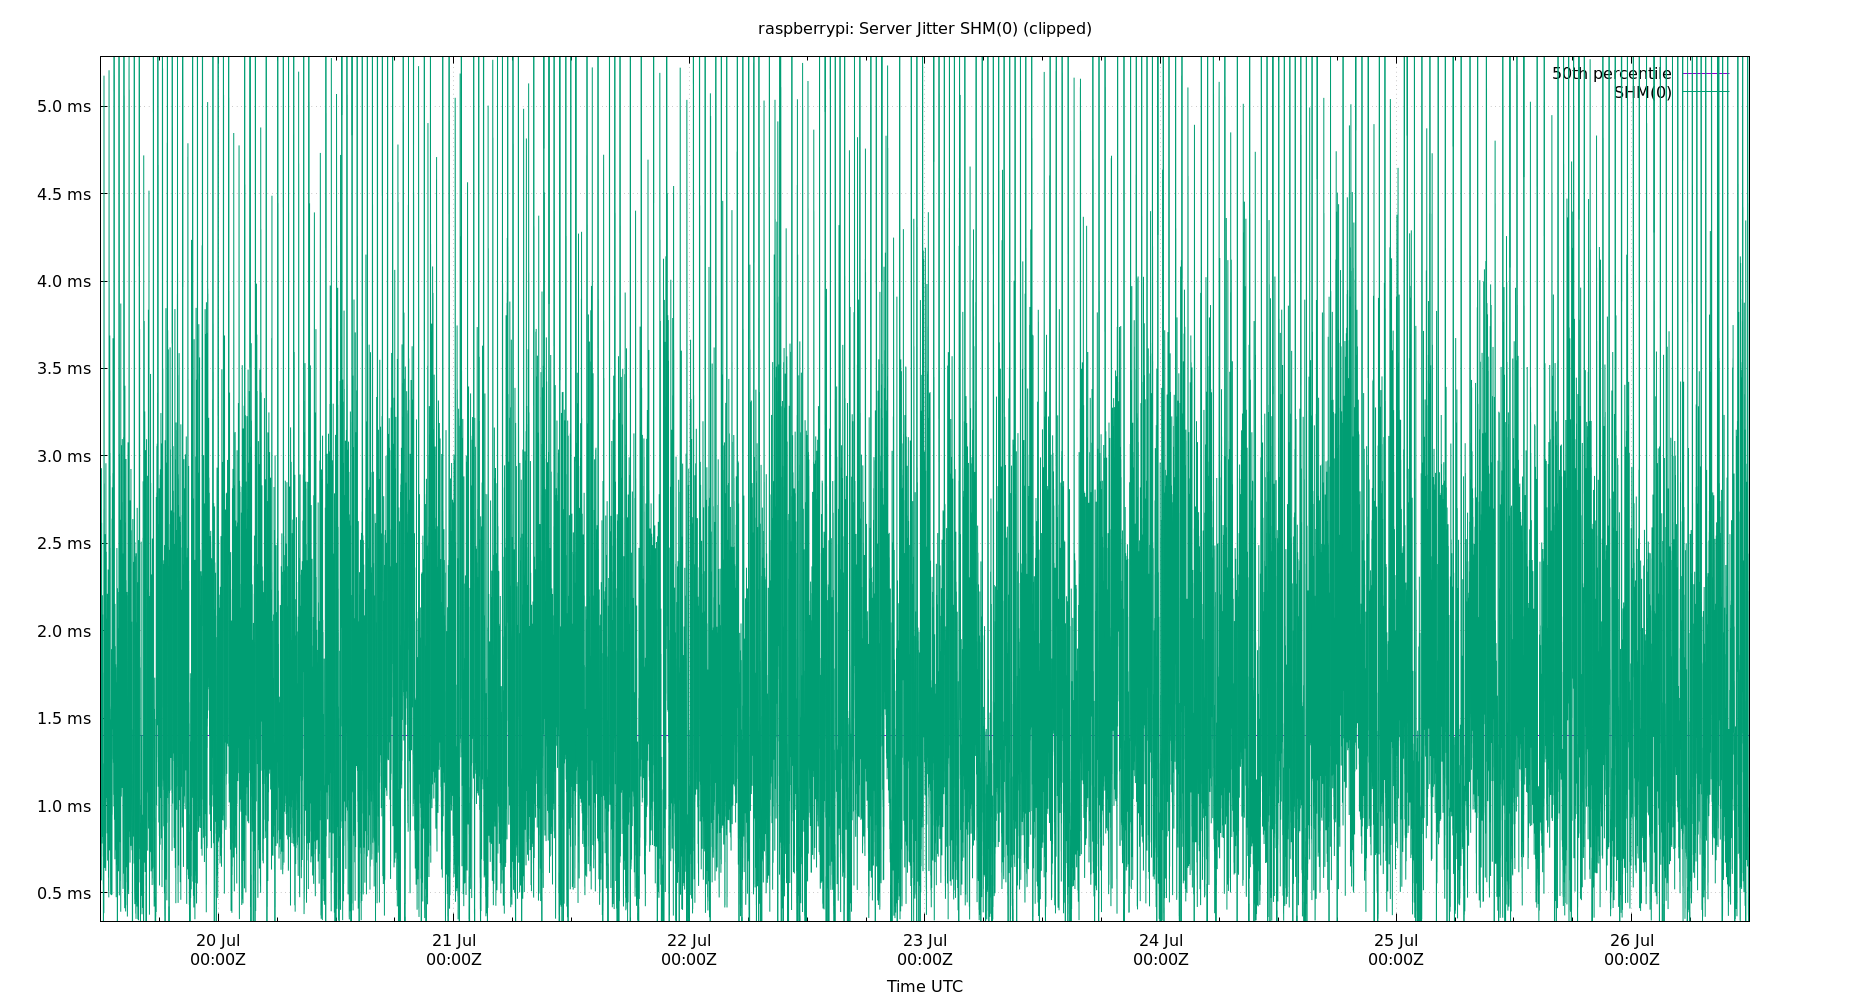 raspberrypi: Server Jitter SHM(0) (clipped)
50th percentile
SHM(0)
5.0 ms
4.5 ms
4.0 ms
3.5 ms
3.0 ms
2.5 ms
2.0 ms
1.5 ms
1.0 ms
0.5 ms
20 Jul 21 Jul 22 Jul 23 Jul 24 Jul 25 Jul 26 Jul
00:00Z 00:00Z 00:00Z 00:00Z 00:00Z 00:00Z 00:00Z
Time UTC